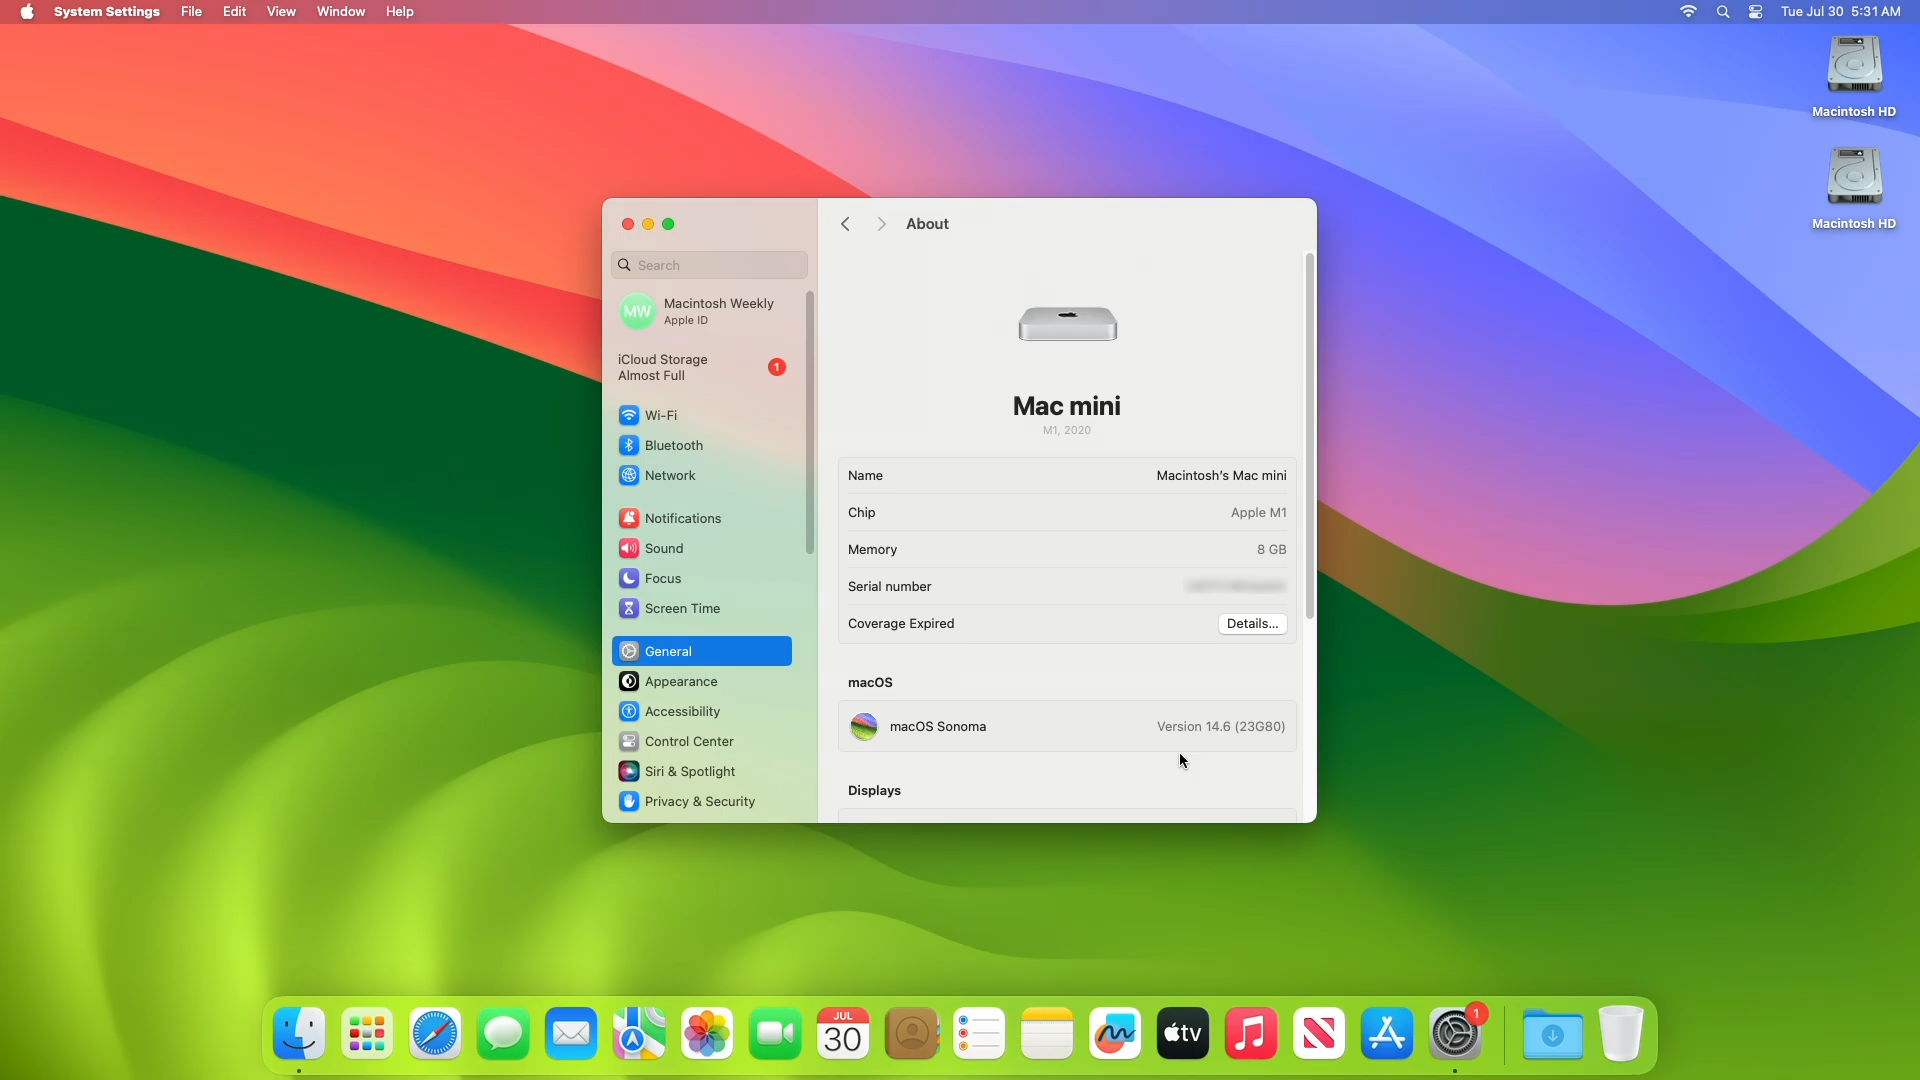 System Settings File Edit View Window Help
Tue Jul 30 5:31 AM
Macintosh HD
Macintosh HD
About
Search
MW
Macintosh Weekly
Apple ID
iCloud Storage
Almost Full
1
Wi-Fi
Bluetooth
Network
Notifications
Sound
Focus
Screen Time
General
Appearance
Accessibility
Control Center
Siri & Spotlight
Privacy & Security
Mac mini
M1, 2020
Name Macintosh's Mac mini
Chip Apple M1
Memory 8 GB
Serial number
Coverage Expired Details...
macOS
macOS Sonoma Version 14.6 (23G80)
Displays
JUL
30
tv
1